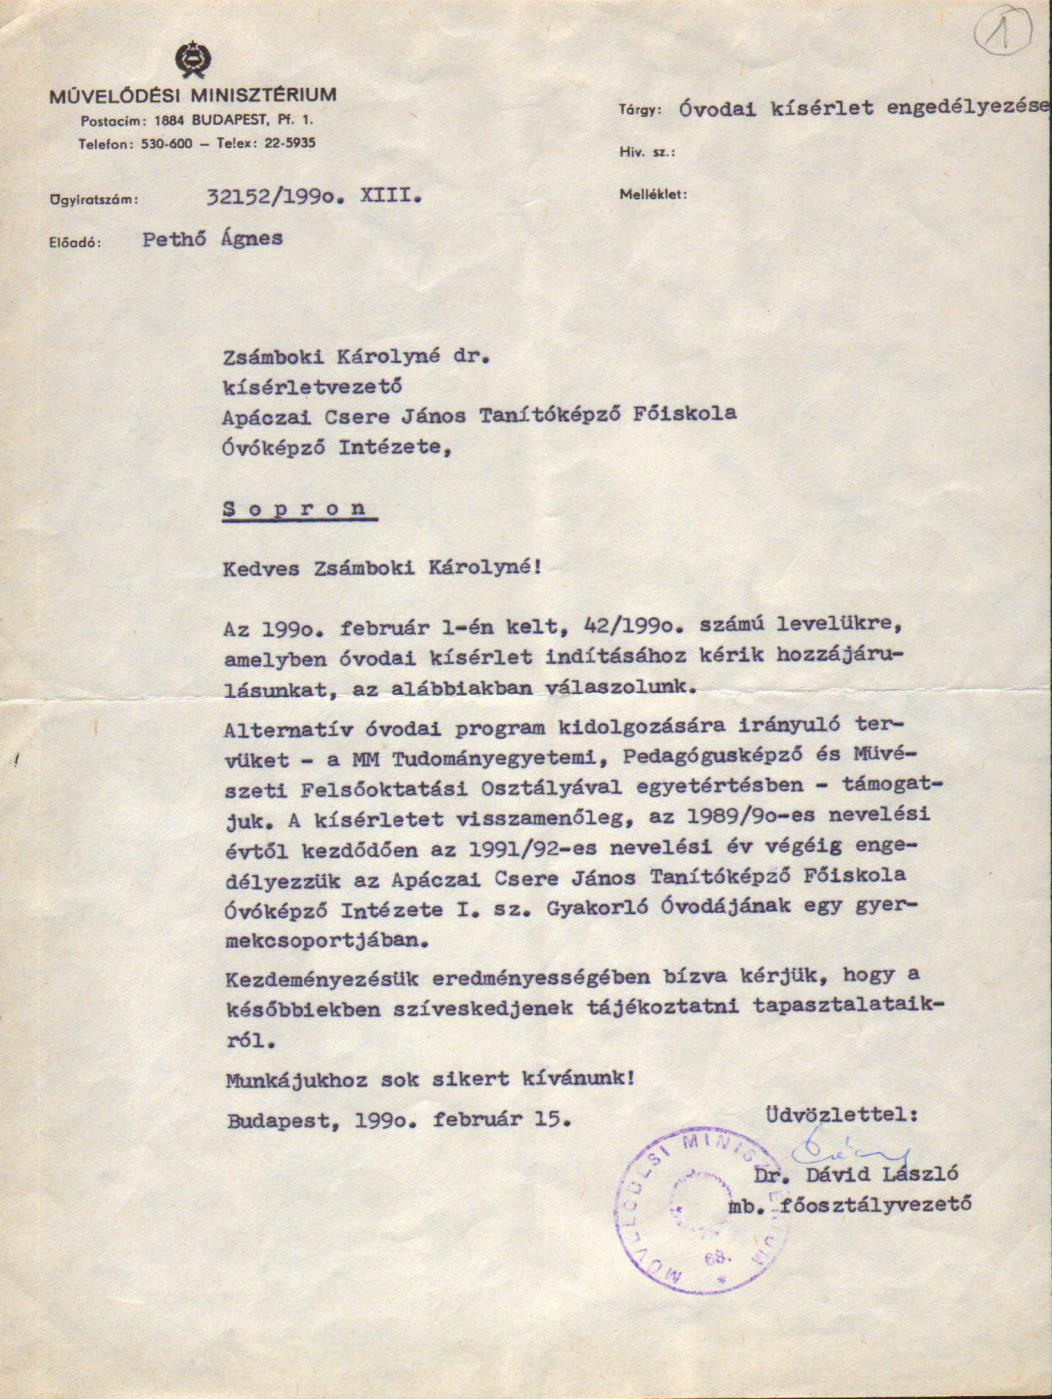 1
MŰVELŐDÉSI MINISZTÉRIUM
Postacím: 1884 BUDAPEST, Pf. 1.
Telefon: 530-600 — Telex: 22-5935
Tárgy: Óvodai kísérlet engedélyezése
Hiv. sz.:
Ügyiratszám: 32152/199o. XIII.
Melléklet:
Előadó: Pethő Ágnes
Zsámboki Károlyné dr.
kísérletvezető
Apáczai Csere János Tanítóképző Főiskola
Óvóképző Intézete,
S o p r o n
Kedves Zsámboki Károlyné!
Az 199o. február 1-én kelt, 42/199o. számú levelükre,
amelyben óvodai kísérlet indításához kérik hozzájáru-
lásunkat, az alábbiakban válaszolunk.
Alternatív óvodai program kidolgozására irányuló ter-
vüket - a MM Tudományegyetemi, Pedagógusképző és Müvé-
szeti Felsőoktatási Osztályával egyetértésben - támogat-
juk. A kísérletet visszamenőleg, az 1989/9o-es nevelési
évtől kezdődően az 1991/92-es nevelési év végéig enge-
délyezzük az Apáczai Csere János Tanítóképző Főiskola
Óvóképző Intézete I. sz. Gyakorló Óvodájának egy gyer-
mekcsoportjában.
Kezdeményezésük eredményességében bízva kérjük, hogy a
későbbiekben szíveskedjenek tájékoztatni tapasztalataik-
ról.
Munkájukhoz sok sikert kívánunk!
Budapest, 199o. február 15.
Üdvözlettel:
Dr. Dávid László
mb. főosztályvezető
MŰVELŐDÉSI MINISZTÉRIUM
68.
*